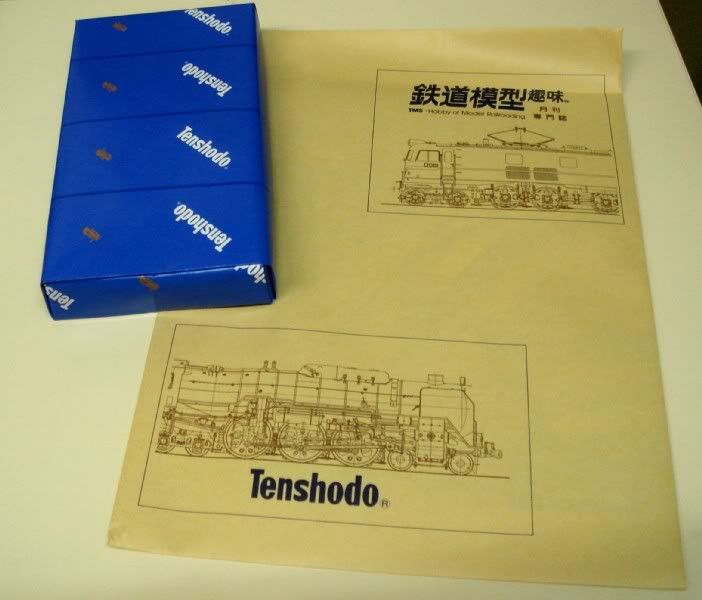 Tenshodo®
Tenshodo®
Tenshodo®
Tenshodo®
鉄道模型趣味
TMS・Hobby of Model Railroading
月刊
専門誌
Tenshodo®